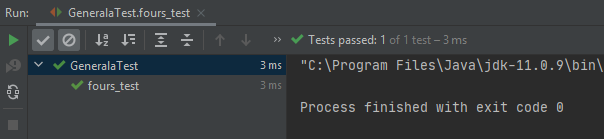 Run: GeneralaTest.fours_test ×
>> Tests passed: 1 of 1 test – 3 ms
GeneralaTest 3 ms
fours_test 3 ms
"C:\Program Files\Java\jdk-11.0.9\bin\
Process finished with exit code 0